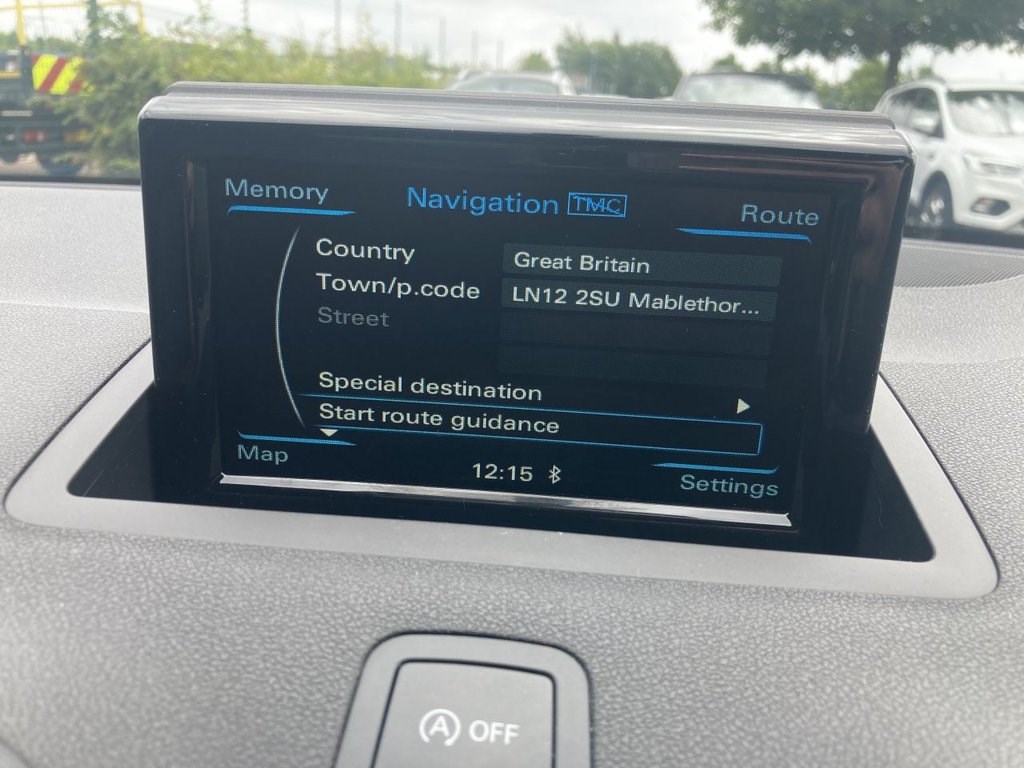 Memory
Navigation TMC
Route
Country Great Britain
Town/p.code LN12 2SU Mablethor...
Street
Special destination
Start route guidance
Map
12:15
Settings
A OFF